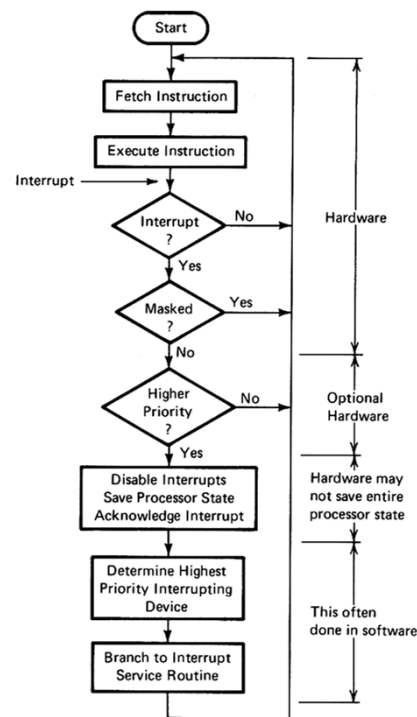 Start
Fetch Instruction
Execute Instruction
Interrupt
Interrupt
?
No
Yes
Hardware
Masked
?
Yes
No
Higher
Priority
?
No
Yes
Optional
Hardware
Disable Interrupts
Save Processor State
Acknowledge Interrupt
Hardware may
not save entire
processor state
Determine Highest
Priority Interrupting
Device
This often
done in software
Branch to Interrupt
Service Routine